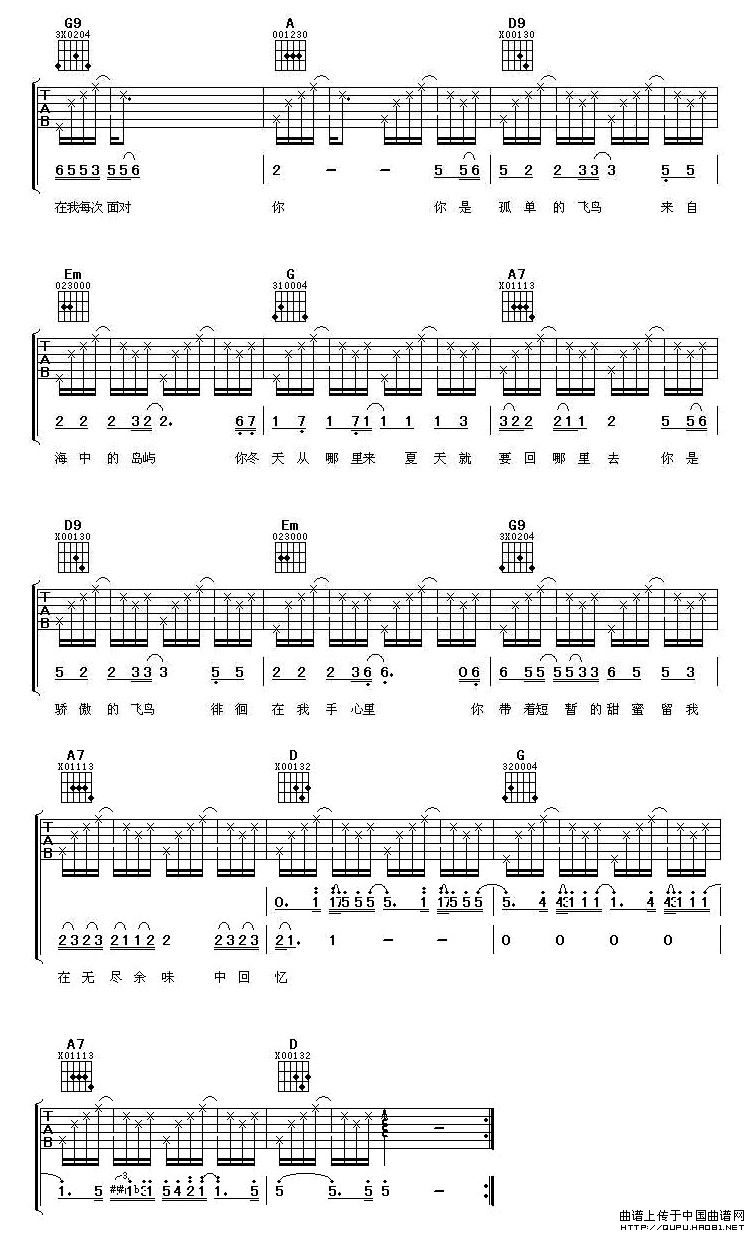 G9 A D9
3X0204 001230 X00130
TAB
6553 556 | 2 - - 5 56 | 5 2 2 33 3 5 5
在我每次面对 你 你是 孤单的飞鸟 来自
Em G A7
023000 310004 X01113
TAB
2 2 2 32 2. 67 | 1 7 1 71 1 1 1 3 | 322 211 2 5 56
海中的岛屿 你冬 天从哪里来 夏天就 要回哪里去 你是
D9 Em G9
X00130 023000 3X0204
TAB
5 2 2 33 3 5 5 | 2 2 2 36 6. 06 | 6 55 5533 6 5 5 3
骄傲的飞鸟 徘徊 在我手心里 你 带着短暂的甜蜜留我
A7 D G
X01113 X00132 320004
TAB
0. 1 175 5 5 5. 1 175 5 5 | 5. 4 431 1 1 1. 4 431 1 1
2323 2112 2 2323 | 21. 1 - - | 0 0 0 0
在无尽余味 中回 忆
A7 D
X01113 X00132
TAB
1. 5 ##1b31 5421 1. 5 | 5 5. 5 5 -
曲谱上传于中国曲谱网
HTTP://QUPU.HAO81.NET